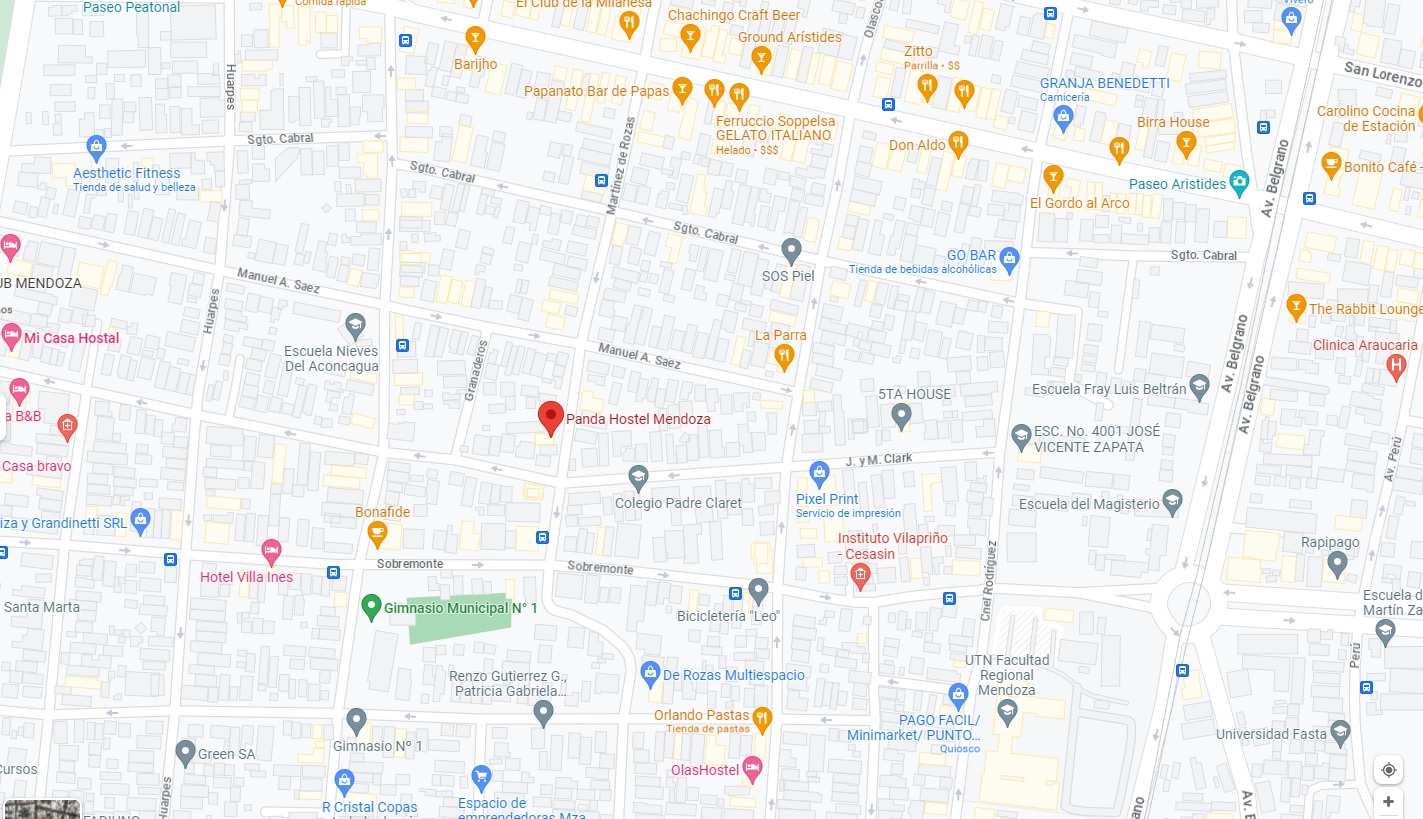 Paseo Peatonal
Comida rápida
El Club de la Milanesa
Chachingo Craft Beer
Olasco
Vivero
Ground Arístides
Barijho
Zitto
Parrilla • $$
San Lorenzo
Huarpes
GRANJA BENEDETTI
Carnicería
Papanato Bar de Papas
Ferruccio Soppelsa
GELATO ITALIANO
Helado • $$$
Carolino Cocina
de Estación
Birra House
Sgto. Cabral
Don Aldo
Martínez de Rozas
Av. Belgrano
Bonito Café -
Aesthetic Fitness
Tienda de salud y belleza
Sgto. Cabral
Paseo Aristides
El Gordo al Arco
Sgto. Cabral
GO BAR
Tienda de bebidas alcohólicas
Sgto. Cabral
SOS Piel
UB MENDOZA
os
Manuel A. Saez
Huarpes
The Rabbit Lounge
Mi Casa Hostal
Escuela Nieves
Del Aconcagua
La Parra
Manuel A. Saez
Granaderos
Av. Belgrano
Clínica Araucaria
Av. Belgrano
Escuela Fray Luis Beltrán
5TA HOUSE
a B&B
Panda Hostel Mendoza
ESC. No. 4001 JOSÉ
VICENTE ZAPATA
Casa bravo
J. y M. Clark
Av. Perú
Colegio Padre Claret
Pixel Print
Servicio de impresión
Escuela del Magisterio
Bonafide
iza y Grandinetti SRL
Instituto Vilapriño
- Cesasin
Rapipago
Sobremonte
Sobremonte
Hotel Villa Ines
Cnel Rodríguez
Santa Marta
Gimnasio Municipal N° 1
Bicicletería "Leo"
Escuela d
Martín Za
Perú
Renzo Gutierrez G.,
Patricia Gabriela...
De Rozas Multiespacio
UTN Facultad
Regional
Mendoza
Orlando Pastas
Tienda de pastas
PAGO FACIL/
Minimarket/ PUNTO...
Quiosco
Universidad Fasta
Gimnasio Nº 1
Green SA
Cursos
OlasHostel
Huarpes
R Cristal Copas
Espacio de
emprendedores Mza
rano
Av. B
+